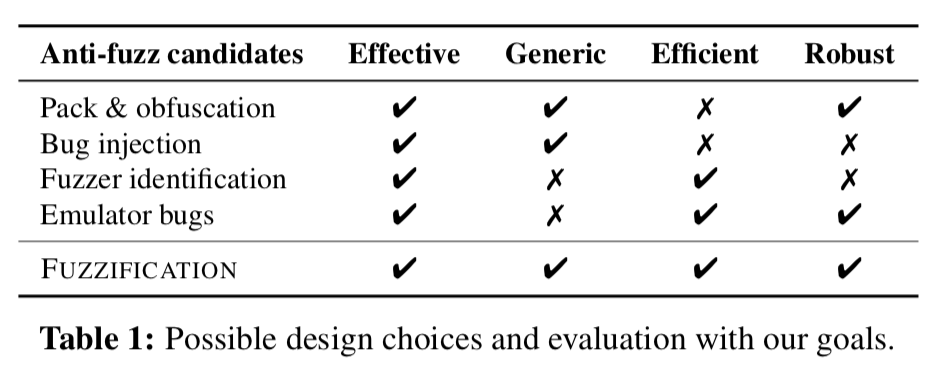 Anti-fuzz candidates Effective Generic Efficient Robust
Pack & obfuscation ✔ ✔ ✗ ✔
Bug injection ✔ ✔ ✗ ✗
Fuzzer identification ✔ ✗ ✔ ✗
Emulator bugs ✔ ✗ ✔ ✔
FUZZIFICATION ✔ ✔ ✔ ✔
Table 1: Possible design choices and evaluation with our goals.